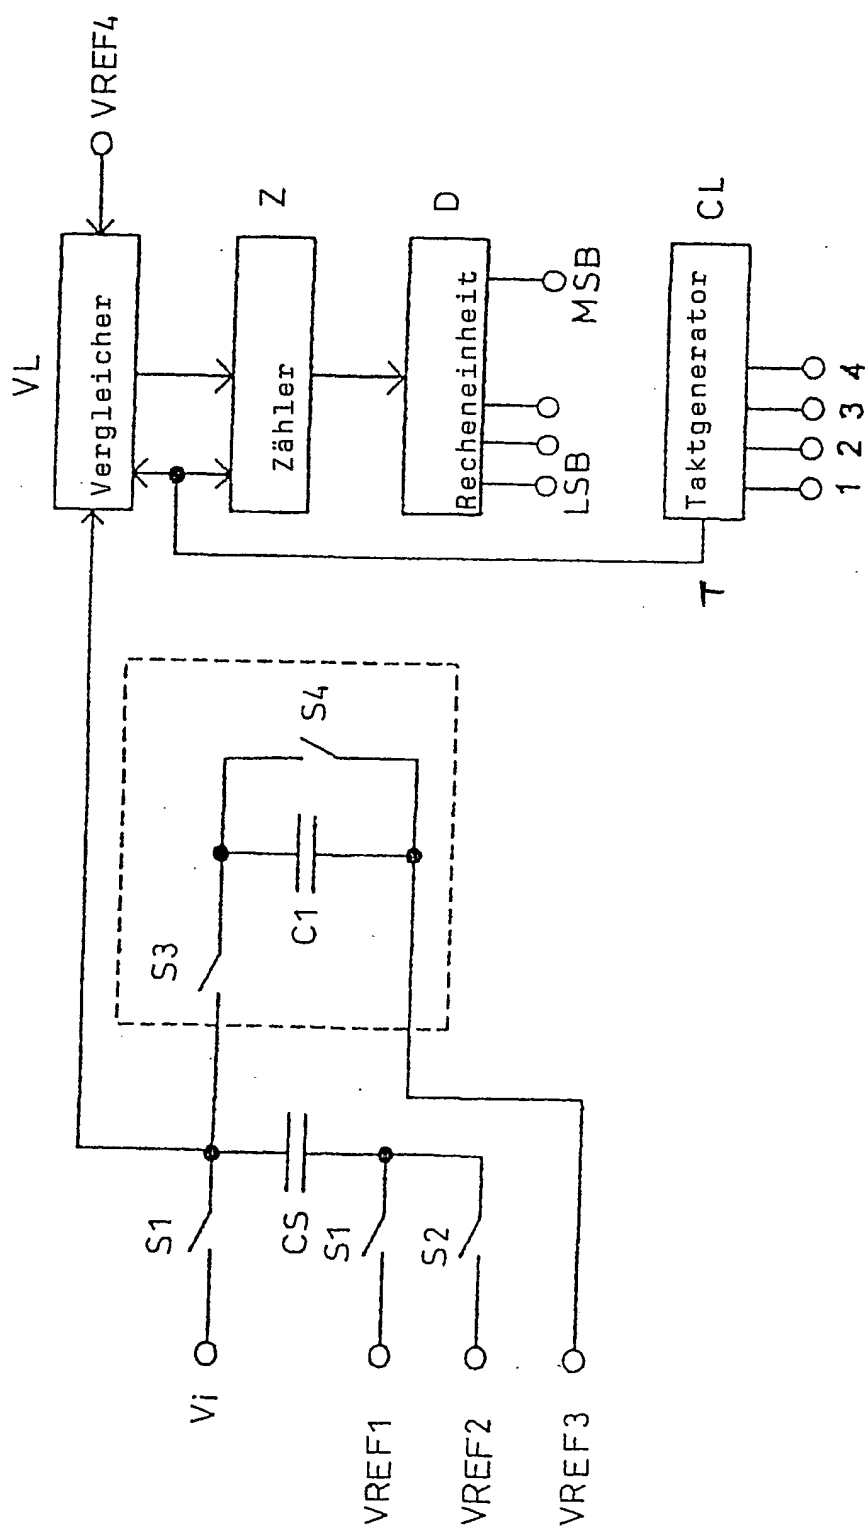 Vi
VREF1
VREF2
VREF3
S1
CS
S1
S2
S3
C1
S4
VL
Vergleicher
VREF4
Zähler
Z
Recheneinheit
D
LSB
MSB
Taktgenerator
CL
T
1 2 3 4